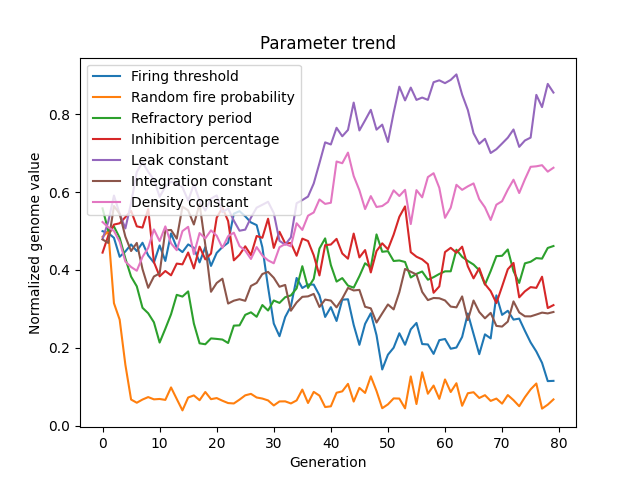 Parameter trend
Firing threshold
Random fire probability
Refractory period
Inhibition percentage
Leak constant
Integration constant
Density constant
Normalized genome value
0.8
0.6
0.4
0.2
0.0
0 10 20 30 40 50 60 70 80
Generation